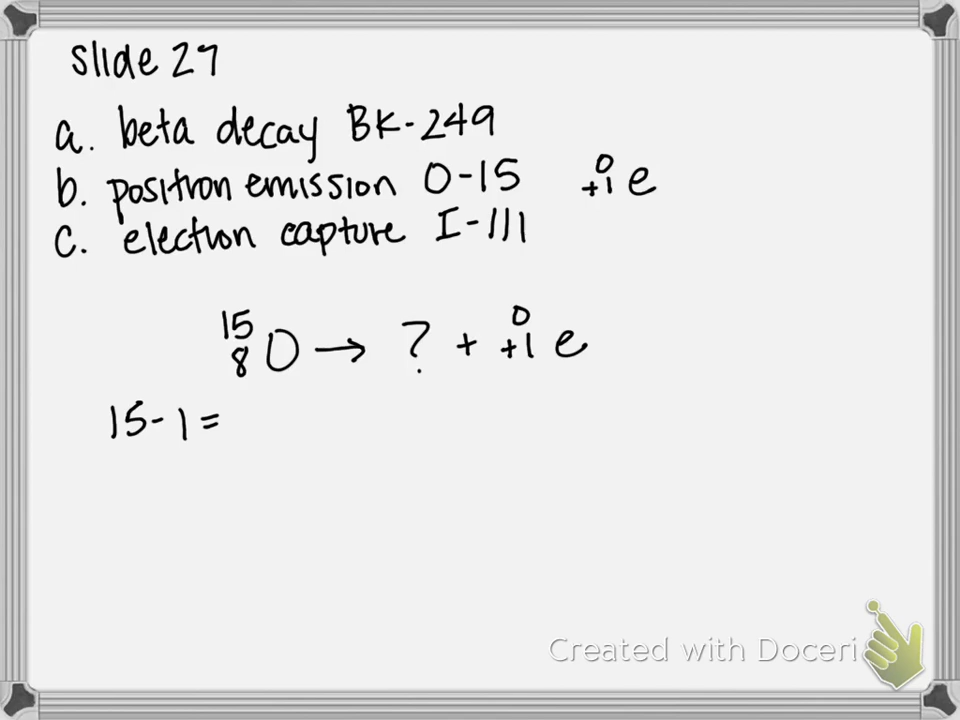 Slide 27
a. beta decay BK-249
b. positron emission O-15 0 +1 e
c. electron capture I-111
15 8 O → ? + 0 +1 e
15-1=
Created with Doceri